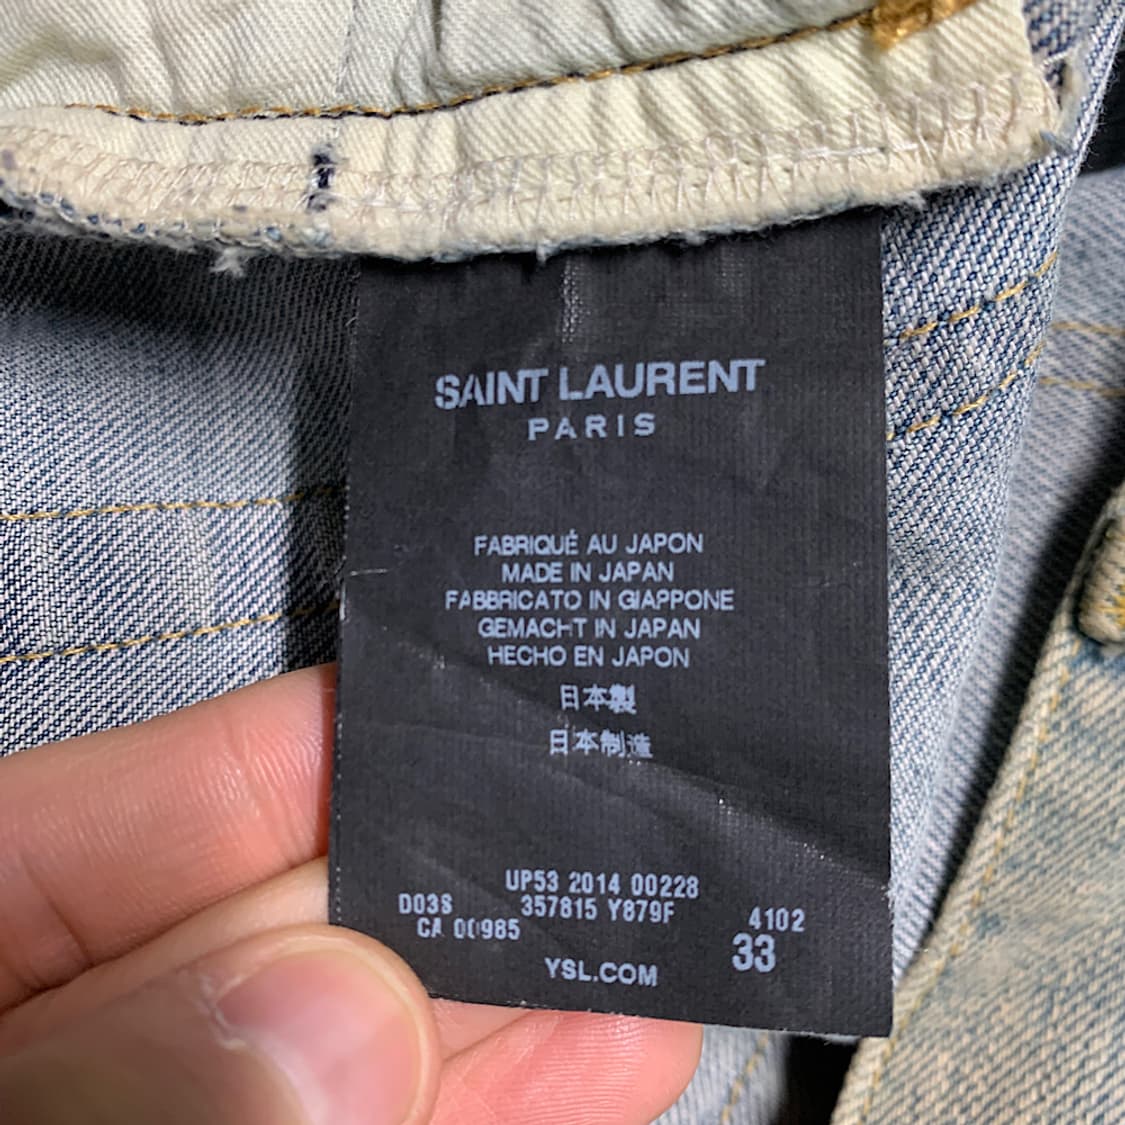 SAINT LAURENT
PARIS
FABRIQUÉ AU JAPON
MADE IN JAPAN
FABBRICATO IN GIAPPONE
GEMACHT IN JAPAN
HECHO EN JAPON
日本製
日本制造
UP53 2014 00228
D03S 357815 Y879F 4102
CA 00985 33
YSL.COM